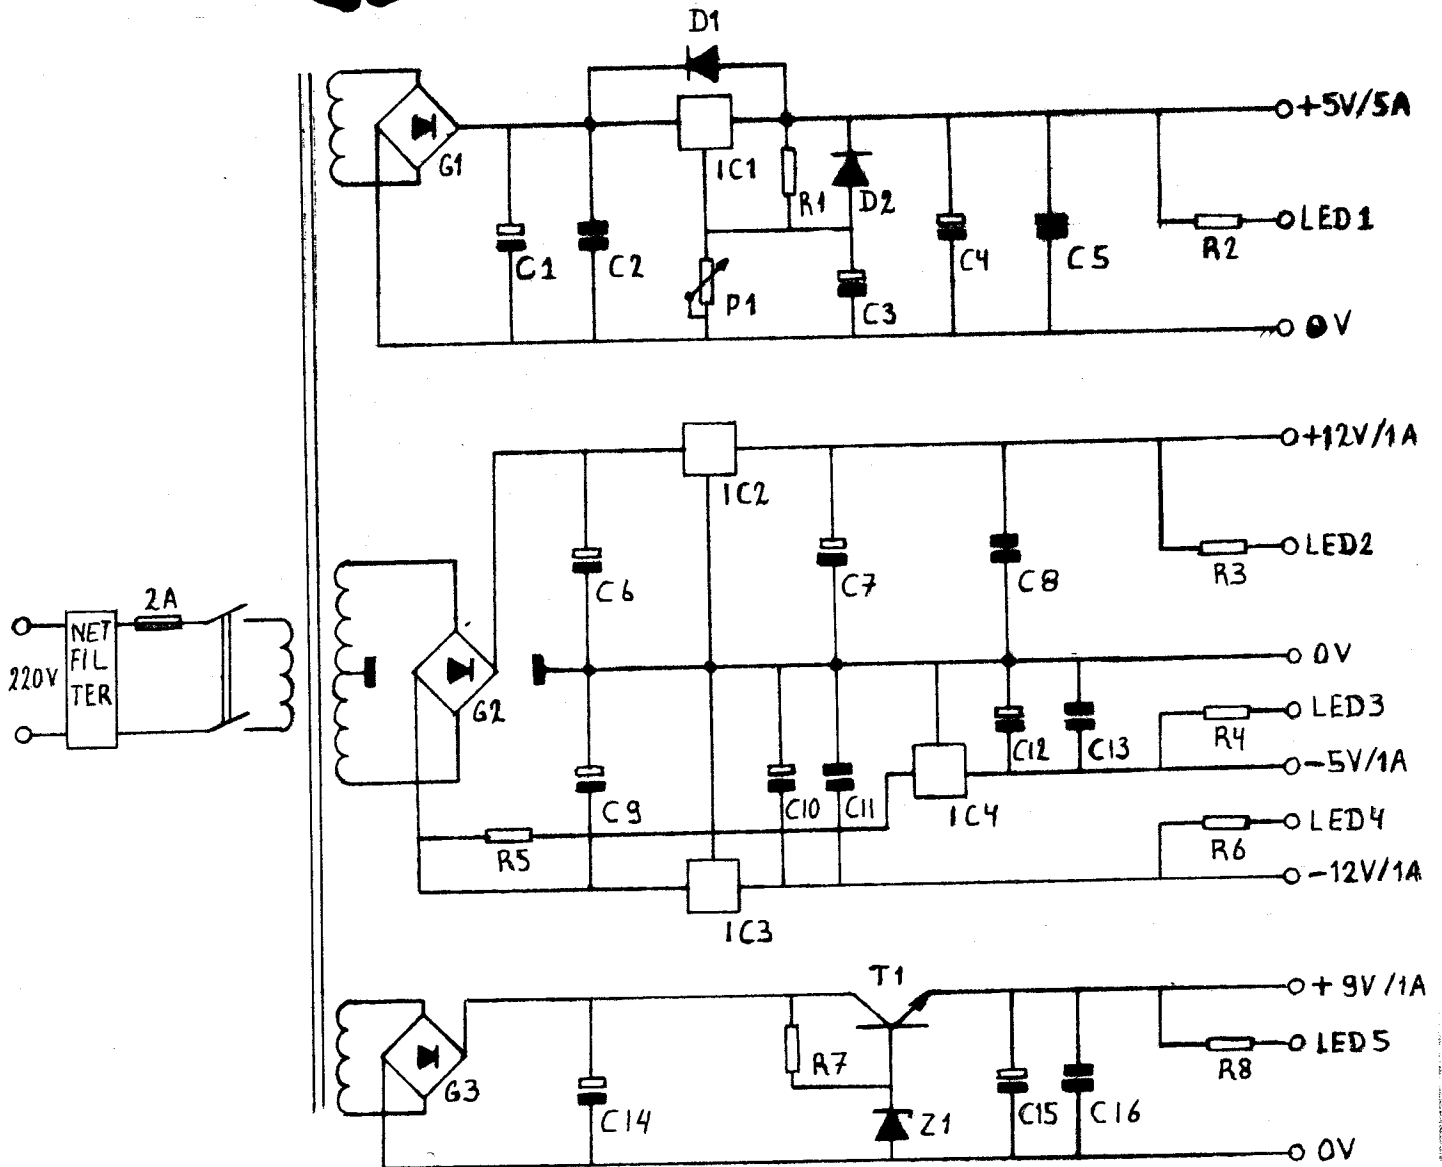 D1
+5V/5A
G1
IC1
R1
D2
LED1
R2
C1
C2
C4
C5
P1
C3
0V
+12V/1A
IC2
LED2
R3
C6
C7
C8
2A
NET
FIL
TER
220V
0V
G2
LED3
R4
C12
C13
-5V/1A
C9
C10
C11
IC4
LED4
R5
R6
-12V/1A
IC3
T1
+9V/1A
LED5
R7
R8
G3
C14
Z1
C15
C16
0V